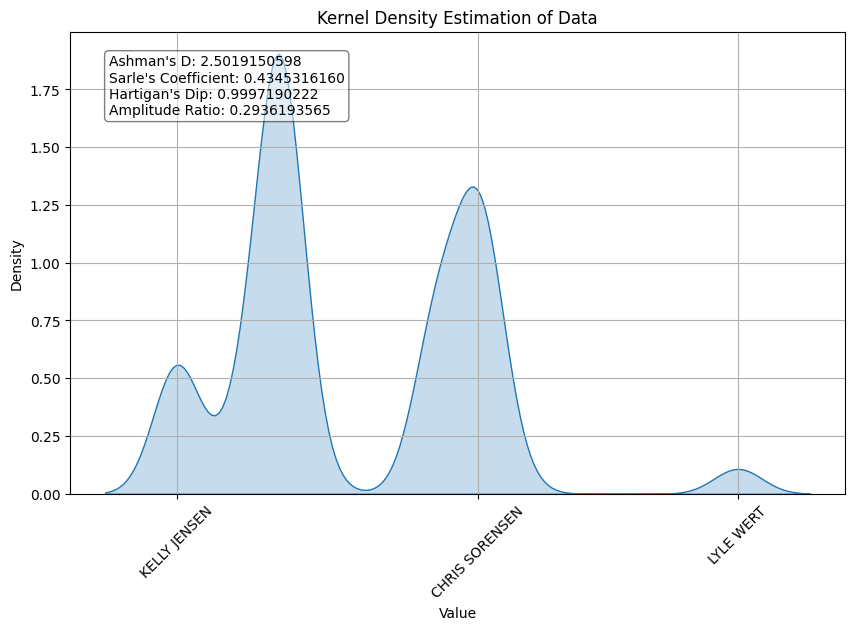 Kernel Density Estimation of Data
Ashman's D: 2.5019150598
Sarle's Coefficient: 0.4345316160
Hartigan's Dip: 0.9997190222
Amplitude Ratio: 0.2936193565
Density
1.75
1.50
1.25
1.00
0.75
0.50
0.25
0.00
KELLY JENSEN
CHRIS SORENSEN
LYLE WERT
Value